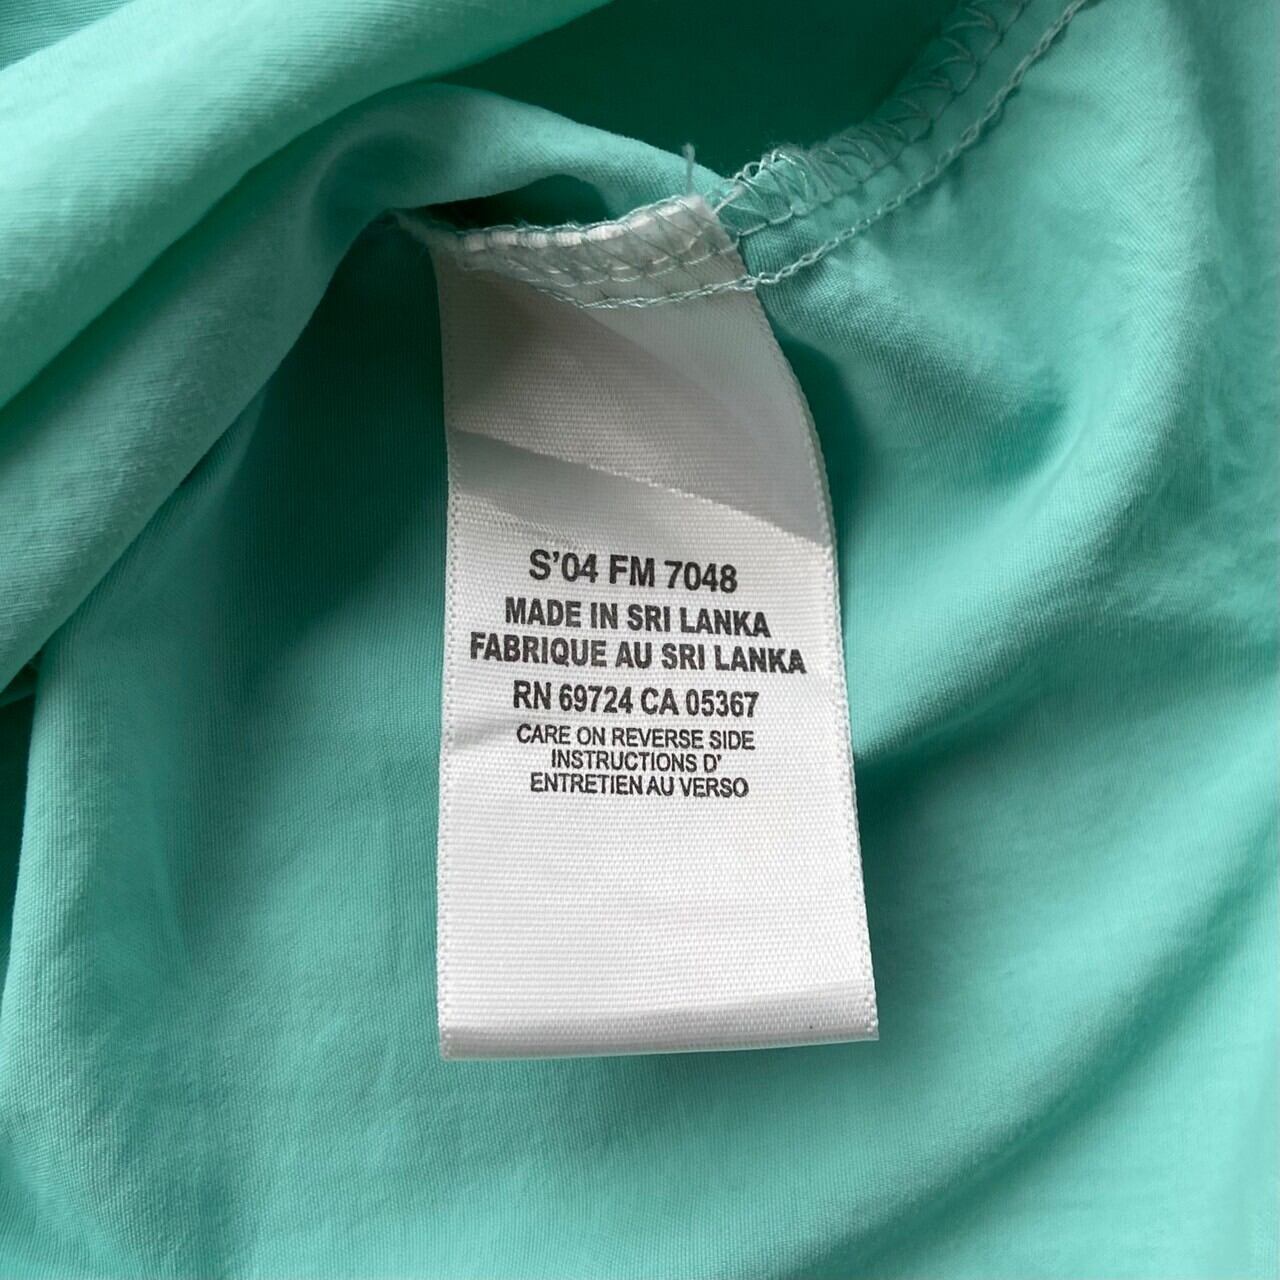 S'04 FM 7048
MADE IN SRI LANKA
FABRIQUE AU SRI LANKA
RN 69724 CA 05367
CARE ON REVERSE SIDE
INSTRUCTIONS D'
ENTRETIEN AU VERSO